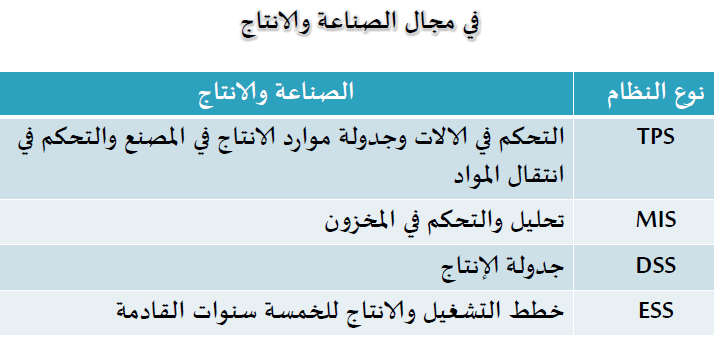 في مجال الصناعة والانتاج
نوع النظام الصناعة والانتاج
TPS التحكم في الالات وجدولة موارد الانتاج في المصنع والتحكم في
انتقال المواد
MIS تحليل والتحكم في المخزون
DSS جدولة الإنتاج
ESS خطط التشغيل والانتاج للخمسة سنوات القادمة